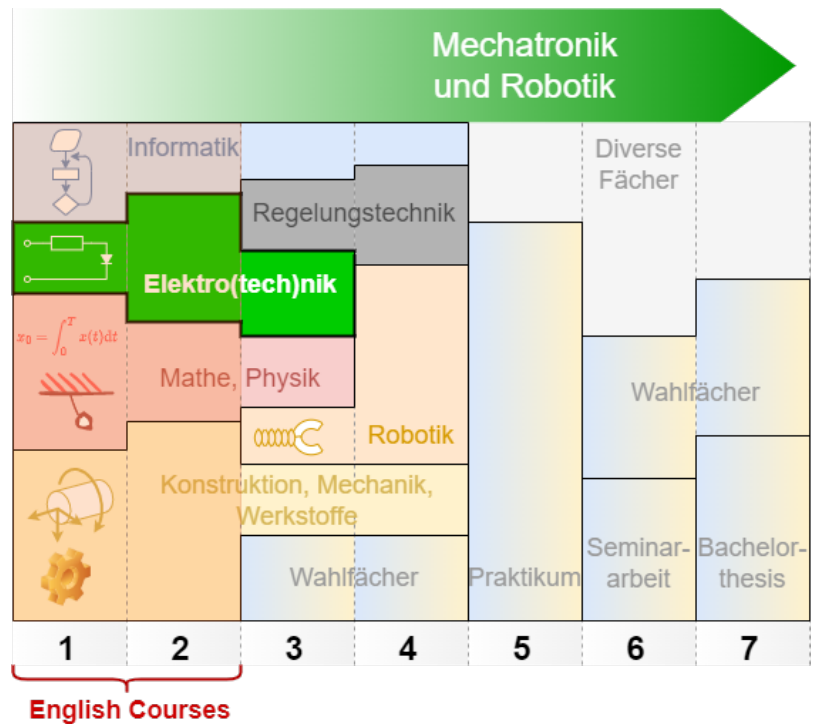 Mechatronik
und Robotik
Informatik
Diverse
Fächer
Regelungstechnik
Elektro(tech)nik
x₀ = ∫₀ᵀ x(t)dt
Mathe, Physik
Wahlfächer
Robotik
Konstruktion, Mechanik,
Werkstoffe
Wahlfächer
Praktikum
Seminar-
arbeit
Bachelor-
thesis
1 2 3 4 5 6 7
English Courses